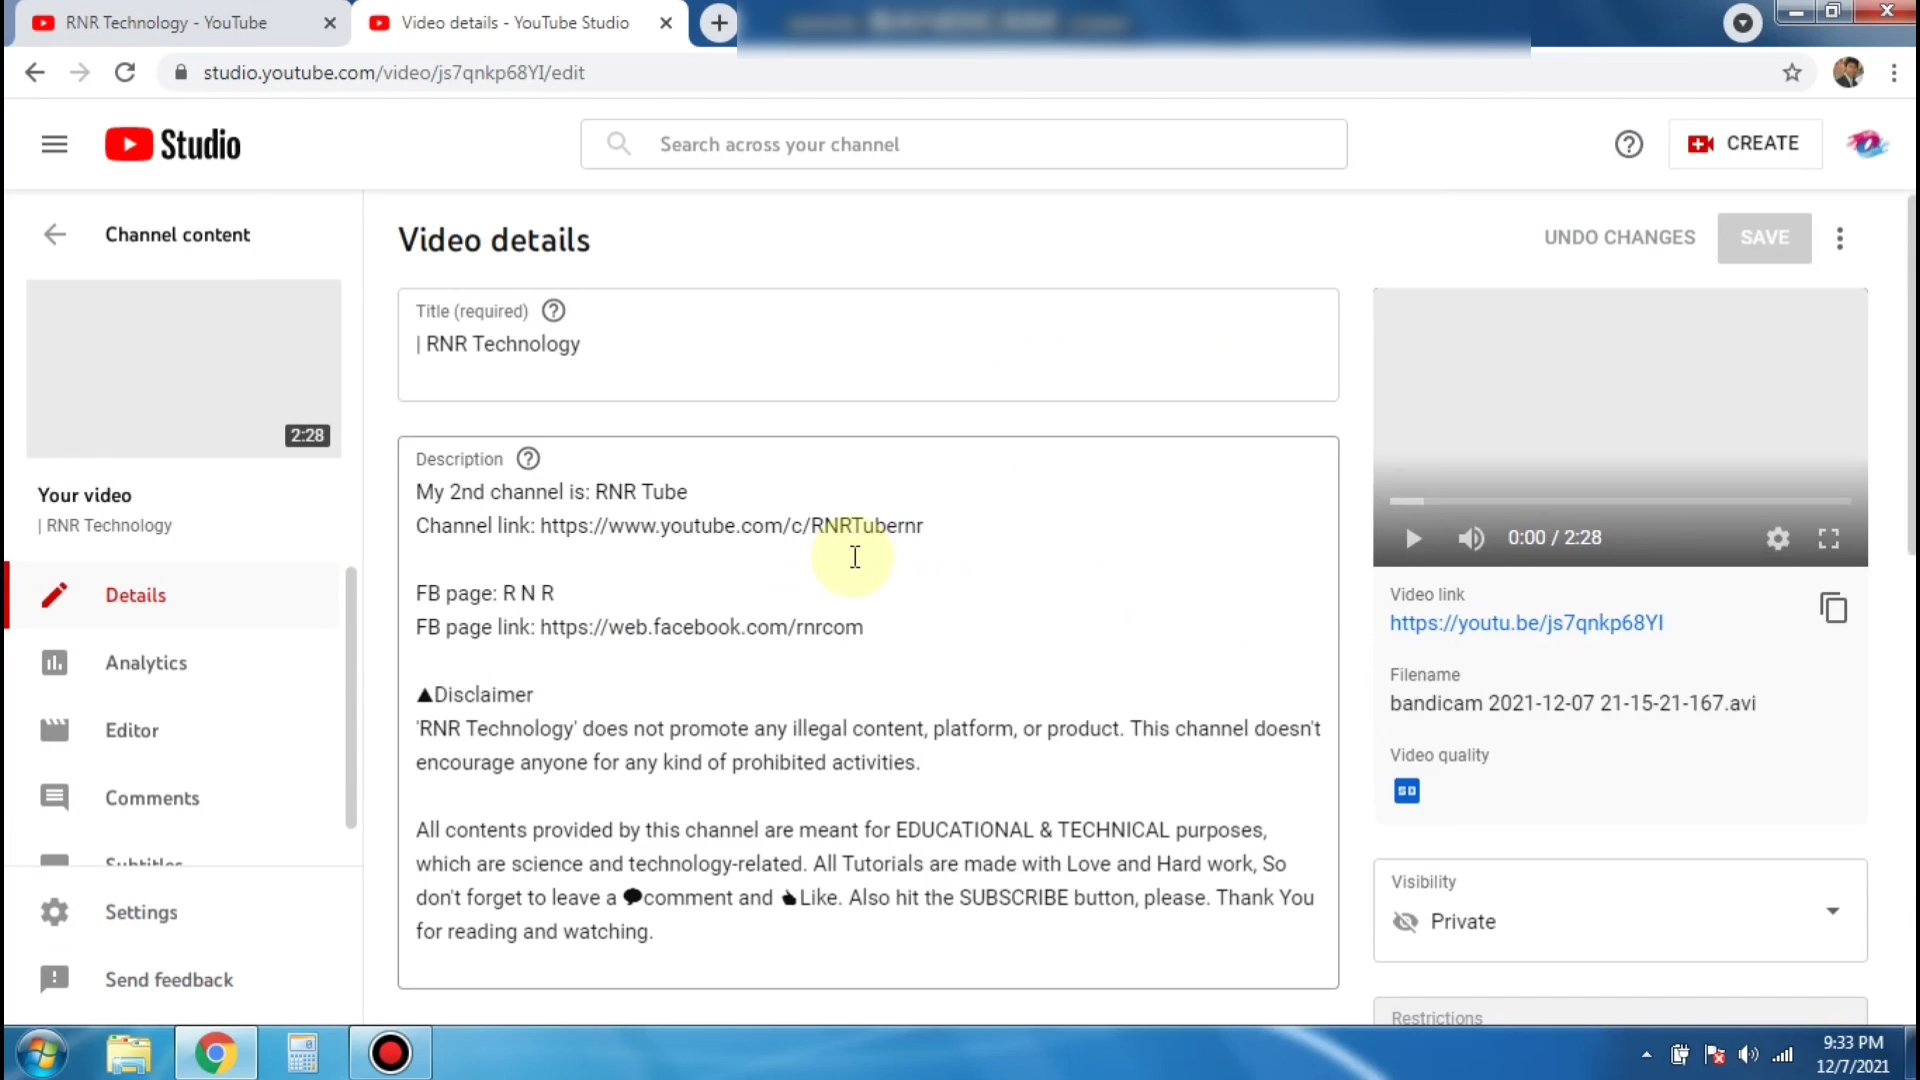 RNR Technology - YouTube
Video details - YouTube Studio
studio.youtube.com/video/js7qnkp68YI/edit
Studio
Search across your channel
CREATE
Channel content
Video details
UNDO CHANGES
SAVE
2:28
Your video
| RNR Technology
Details
Analytics
Editor
Comments
Subtitles
Settings
Send feedback
Title (required)
| RNR Technology
Description
My 2nd channel is: RNR Tube
Channel link: https://www.youtube.com/c/RNRTubernr
FB page: R N R
FB page link: https://web.facebook.com/rnrcom
▲Disclaimer
'RNR Technology' does not promote any illegal content, platform, or product. This channel doesn't
encourage anyone for any kind of prohibited activities.
All contents provided by this channel are meant for EDUCATIONAL & TECHNICAL purposes,
which are science and technology-related. All Tutorials are made with Love and Hard work, So
don't forget to leave a 💬comment and 👍Like. Also hit the SUBSCRIBE button, please. Thank You
for reading and watching.
0:00 / 2:28
Video link
https://youtu.be/js7qnkp68YI
Filename
bandicam 2021-12-07 21-15-21-167.avi
Video quality
SD
Visibility
Private
Restrictions
9:33 PM
12/7/2021